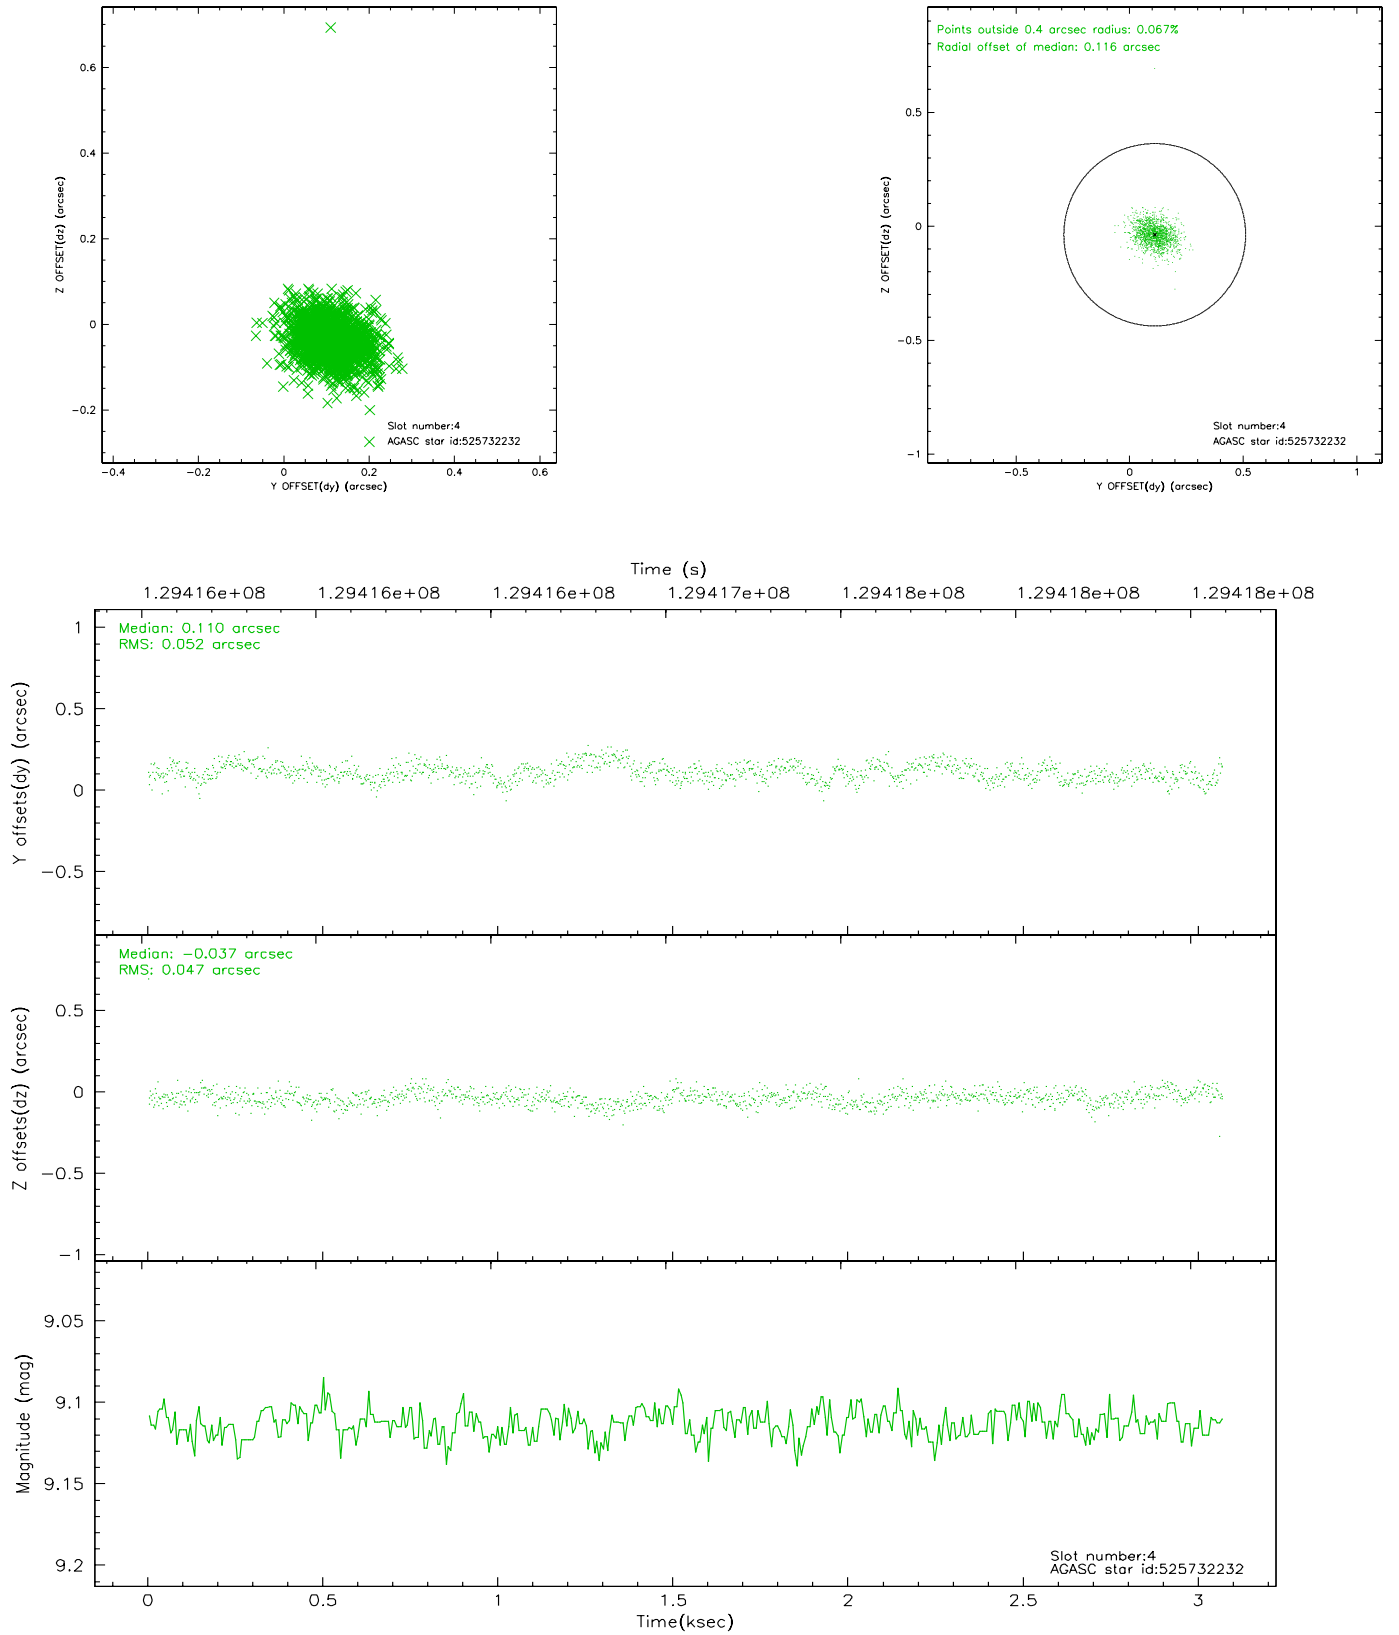 0.6
0.4
0.2
0
−0.2
Z OFFSET(dz) (arcsec)
Slot number:4
AGASC star id:525732232
−0.4 −0.2 0 0.2 0.4 0.6
Y OFFSET(dy) (arcsec)
Points outside 0.4 arcsec radius: 0.067%
Radial offset of median: 0.116 arcsec
0.5
0
−0.5
−1
Z OFFSET(dz) (arcsec)
Slot number:4
AGASC star id:525732232
−0.5 0 0.5 1
Y OFFSET(dy) (arcsec)
Time (s)
1.29416e+08 1.29416e+08 1.29416e+08 1.29417e+08 1.29418e+08 1.29418e+08 1.29418e+08
Median: 0.110 arcsec
RMS: 0.052 arcsec
1
0.5
0
−0.5
Y offsets(dy) (arcsec)
Median: −0.037 arcsec
RMS: 0.047 arcsec
0.5
0
−0.5
−1
Z offsets(dz) (arcsec)
9.05
9.1
9.15
9.2
Magnitude (mag)
Slot number:4
AGASC star id:525732232
0 0.5 1 1.5 2 2.5 3
Time(ksec)